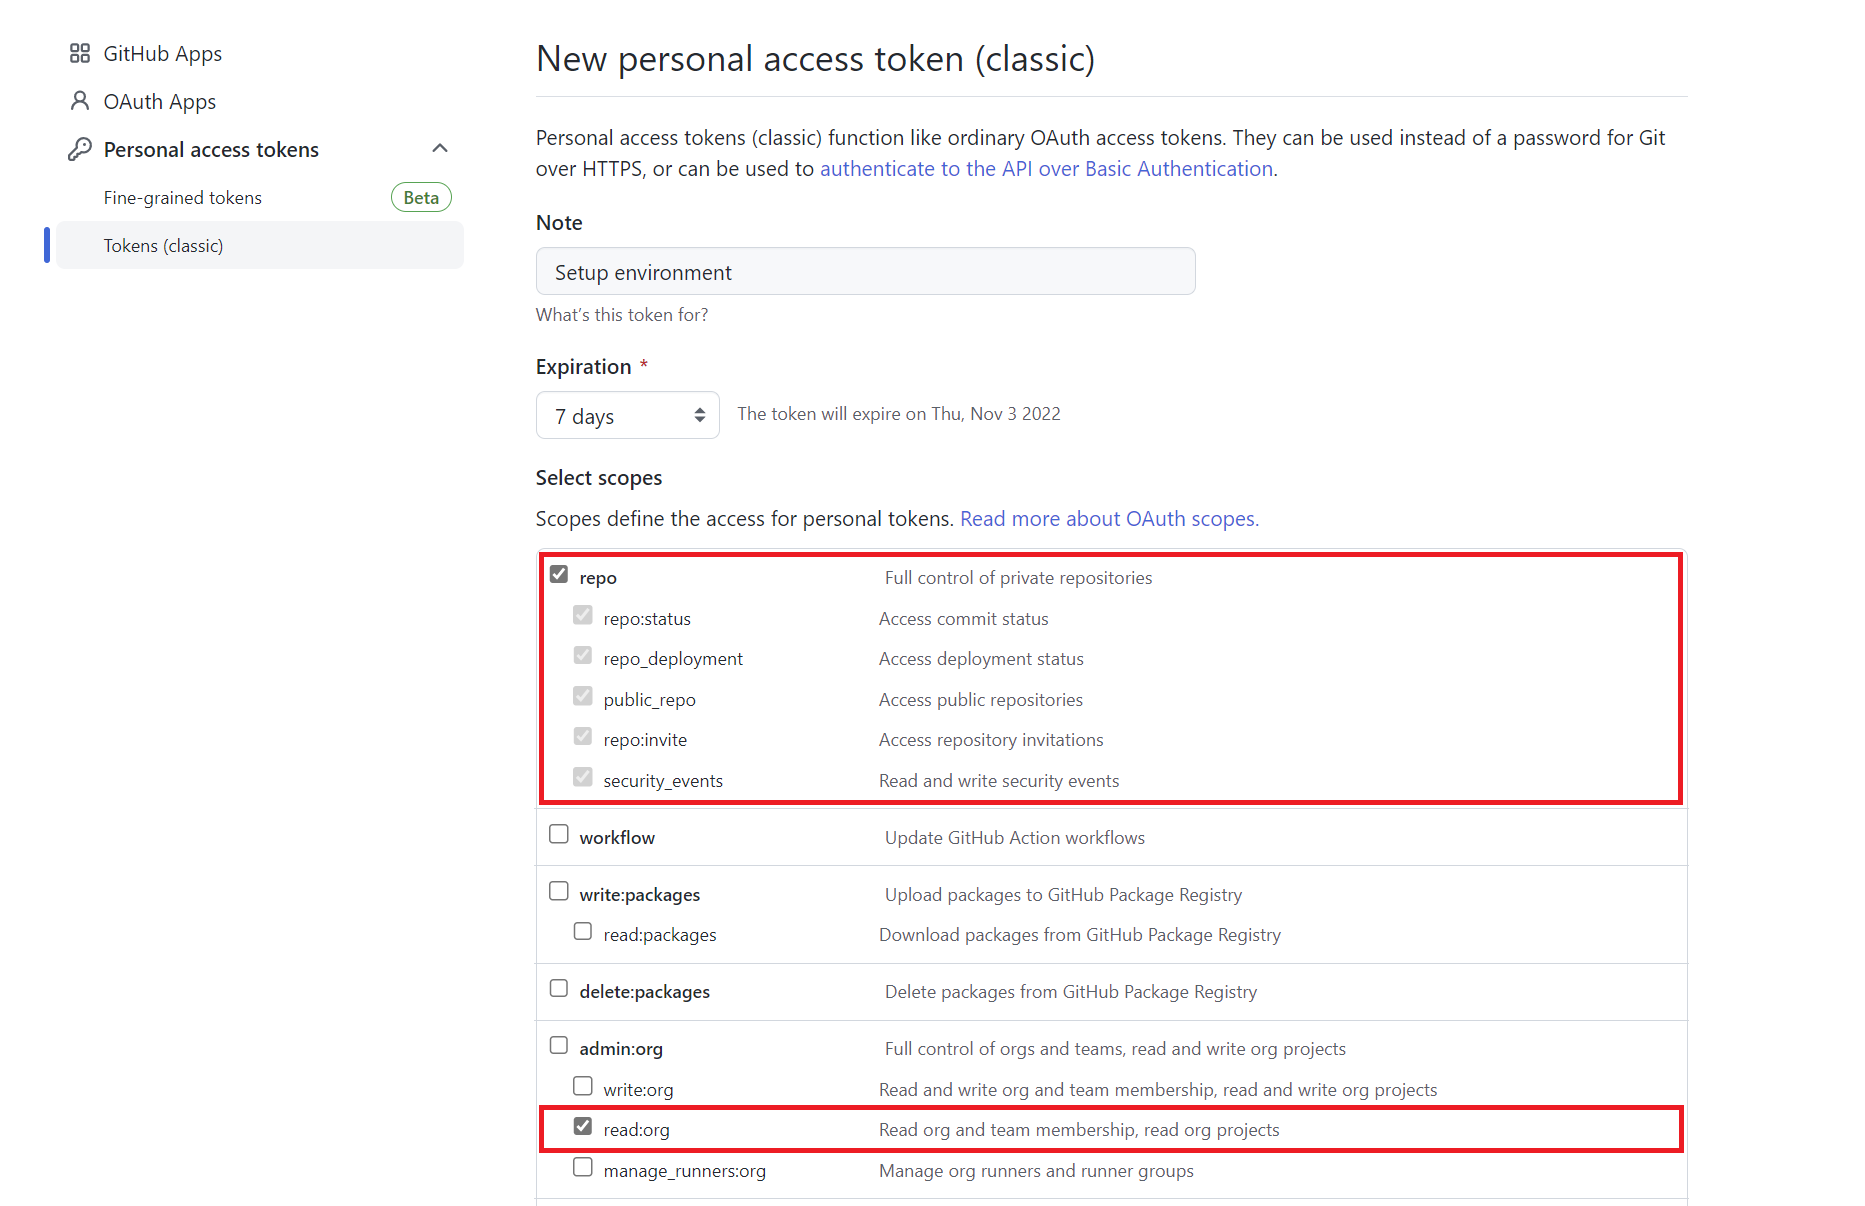 GitHub Apps
OAuth Apps
Personal access tokens
Fine-grained tokens Beta
Tokens (classic)
New personal access token (classic)
Personal access tokens (classic) function like ordinary OAuth access tokens. They can be used instead of a password for Git
over HTTPS, or can be used to authenticate to the API over Basic Authentication.
Note
Setup environment
What's this token for?
Expiration *
7 days The token will expire on Thu, Nov 3 2022
Select scopes
Scopes define the access for personal tokens. Read more about OAuth scopes.
repo Full control of private repositories
repo:status Access commit status
repo_deployment Access deployment status
public_repo Access public repositories
repo:invite Access repository invitations
security_events Read and write security events
workflow Update GitHub Action workflows
write:packages Upload packages to GitHub Package Registry
read:packages Download packages from GitHub Package Registry
delete:packages Delete packages from GitHub Package Registry
admin:org Full control of orgs and teams, read and write org projects
write:org Read and write org and team membership, read and write org projects
read:org Read org and team membership, read org projects
manage_runners:org Manage org runners and runner groups